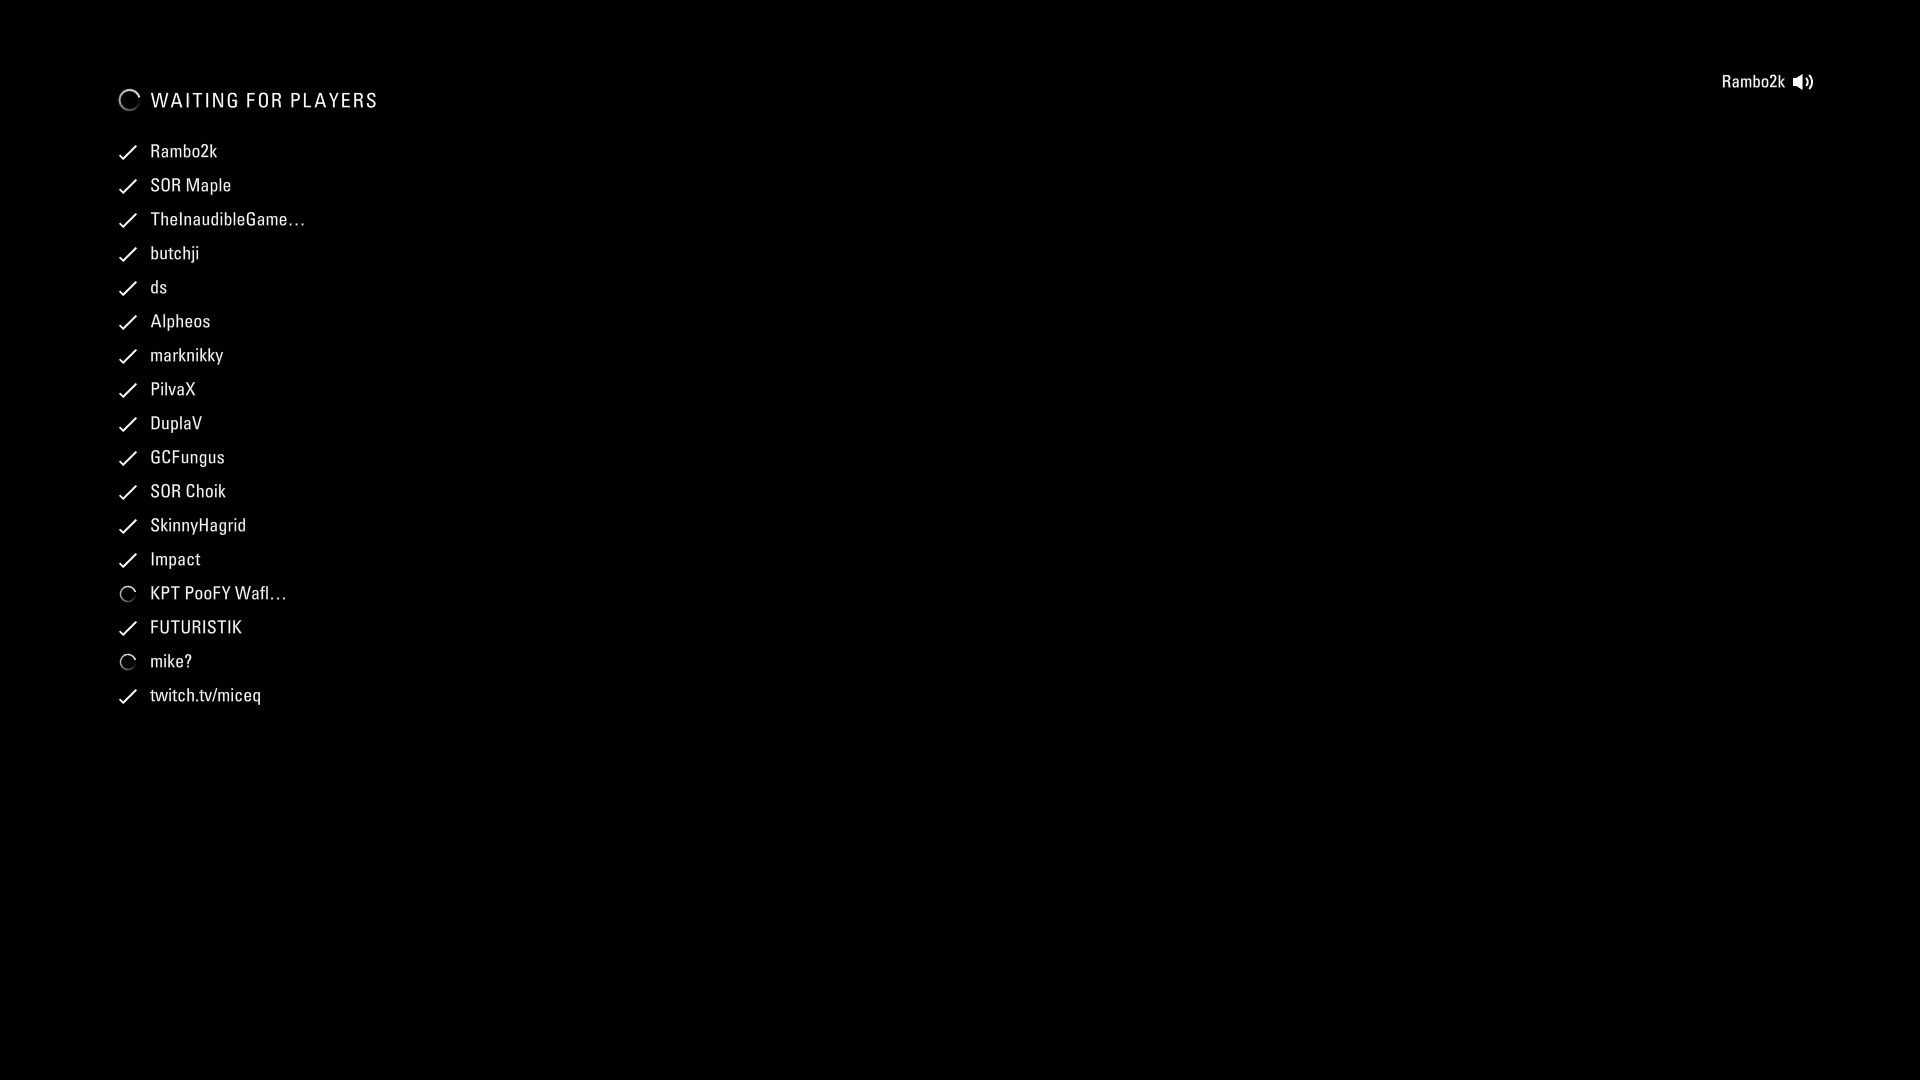 WAITING FOR PLAYERS
Rambo2k
Rambo2k
SOR Maple
TheInaudibleGame...
butchji
ds
Alpheos
marknikky
PilvaX
DuplaV
GCFungus
SOR Choik
SkinnyHagrid
Impact
KPT PooFY Wafl...
FUTURISTIK
mike?
twitch.tv/miceq